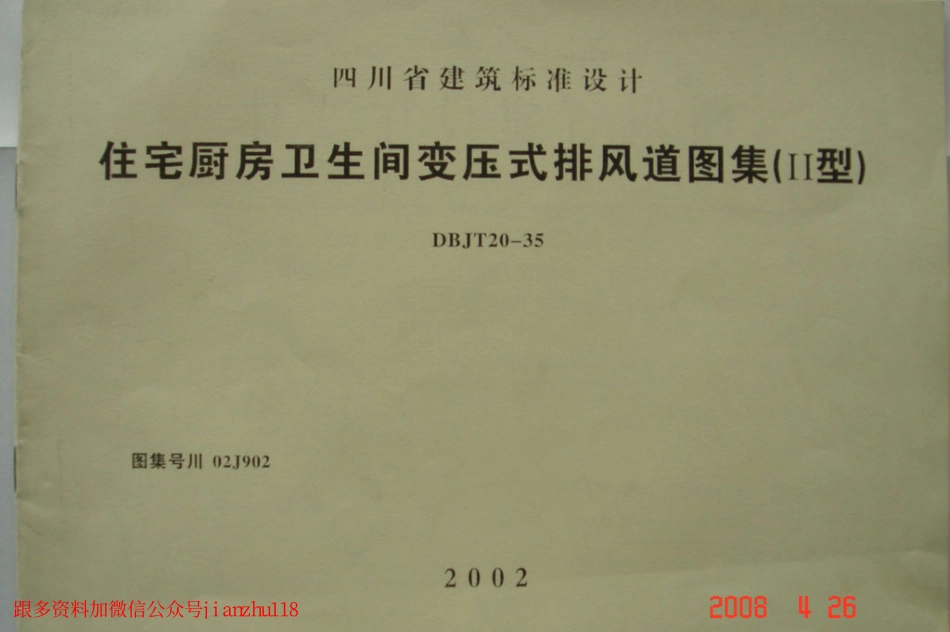 四川省建筑标准设计
住宅厨房卫生间变压式排风道图集(II型)
DBJT20-35
图集号川 02J902
2002
跟多资料加微信公众号jianzhu118
2008 4 26